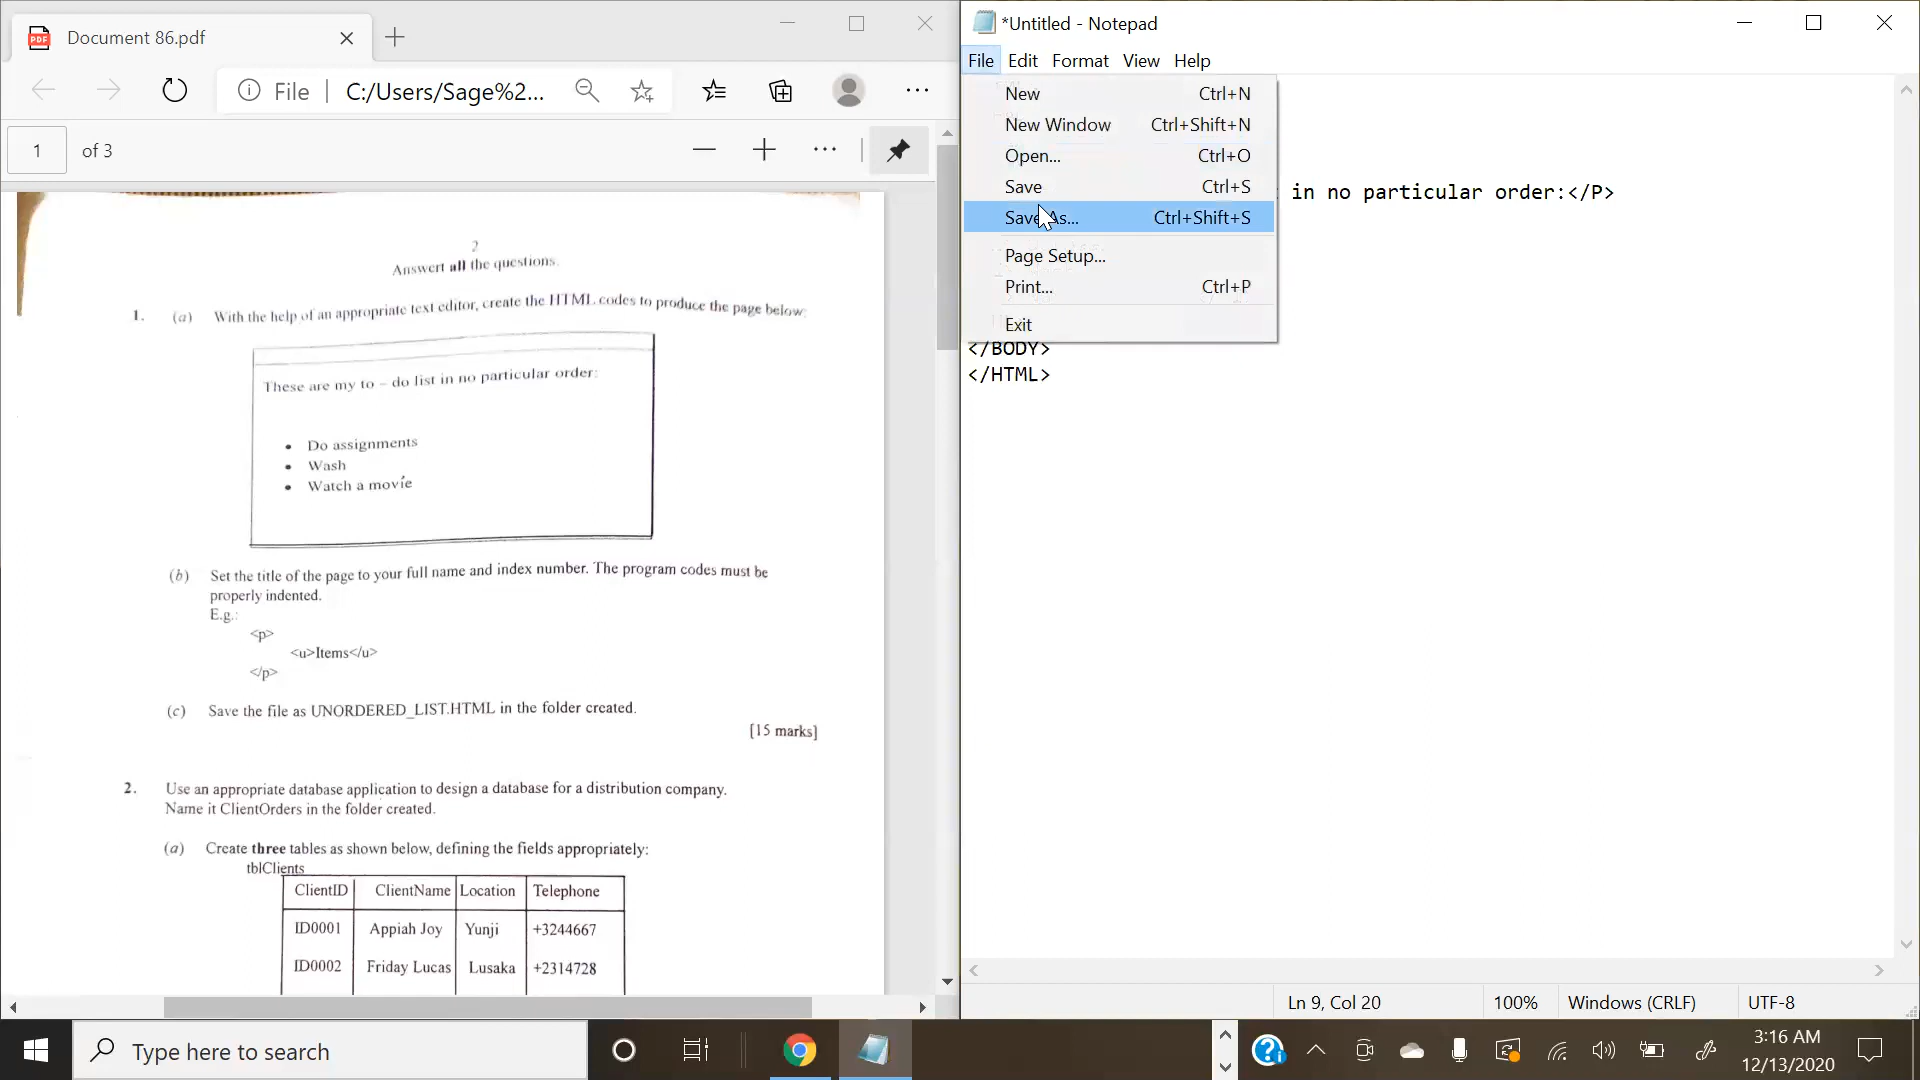 Document 86.pdf
File
C:/Users/Sage%2...
1
of 3
2
Answert all the questions.
1. (a) With the help of an appropriate text editor, create the HTML codes to produce the page below:
These are my to – do list in no particular order:
• Do assignments
• Wash
• Watch a movie
(b) Set the title of the page to your full name and index number. The program codes must be
properly indented.
E.g.:
<p>
<u>Items</u>
</p>
(c) Save the file as UNORDERED_LIST.HTML in the folder created.
[15 marks]
2. Use an appropriate database application to design a database for a distribution company.
Name it ClientOrders in the folder created.
(a) Create three tables as shown below, defining the fields appropriately:
tblClients
ClientID ClientName Location Telephone
ID0001 Appiah Joy Yunji +3244667
ID0002 Friday Lucas Lusaka +2314728
*Untitled - Notepad
File Edit Format View Help
New Ctrl+N
New Window Ctrl+Shift+N
Open... Ctrl+O
Save Ctrl+S
Save As... Ctrl+Shift+S
Page Setup...
Print... Ctrl+P
Exit
in no particular order:</P>
</BODY>
</HTML>
Ln 9, Col 20 100% Windows (CRLF) UTF-8
Type here to search
3:16 AM
12/13/2020